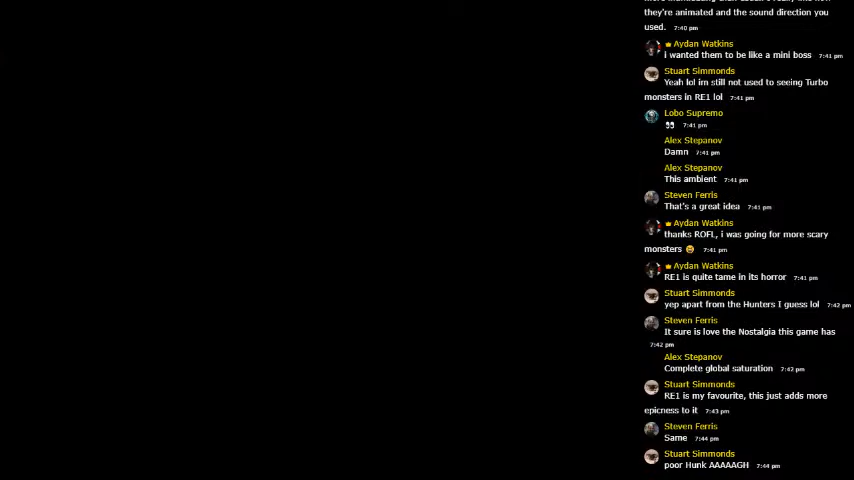 they're animated and the sound direction you
used. 7:40 pm
Aydan Watkins
i wanted them to be like a mini boss 7:41 pm
Stuart Simmonds
Yeah lol im still not used to seeing Turbo
monsters in RE1 lol 7:41 pm
Lobo Supremo
👀 7:41 pm
Alex Stepanov
Damn 7:41 pm
Alex Stepanov
This ambient 7:41 pm
Steven Ferris
That's a great idea 7:41 pm
Aydan Watkins
thanks ROFL, i was going for more scary
monsters 😆 7:41 pm
Aydan Watkins
RE1 is quite tame in its horror 7:41 pm
Stuart Simmonds
yep apart from the Hunters I guess lol 7:42 pm
Steven Ferris
It sure is love the Nostalgia this game has
7:42 pm
Alex Stepanov
Complete global saturation 7:42 pm
Stuart Simmonds
RE1 is my favourite, this just adds more
epicness to it 7:43 pm
Steven Ferris
Same 7:44 pm
Stuart Simmonds
poor Hunk AAAAAGH 7:44 pm